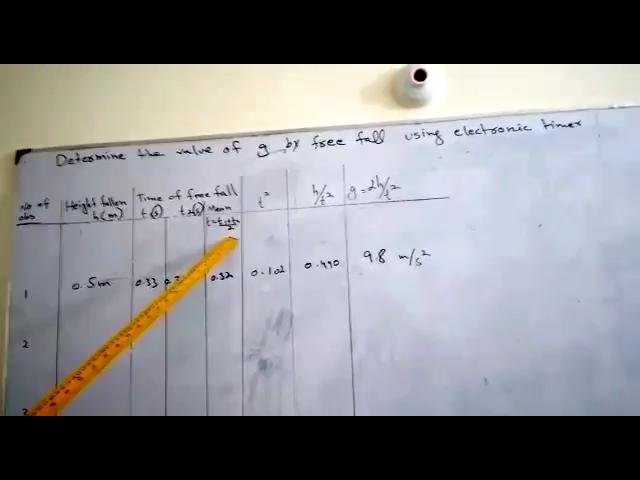 Determine the value of g by free fall using electronic timer
No of obs
Height fallen h(m)
Time of free fall
t(s) t2(s) Mean
t=t1+t2/2
t²
h/t²
g=2h/t²
1 0.5m 0.33 0.32 0.102 0.490 9.8 m/s²
2